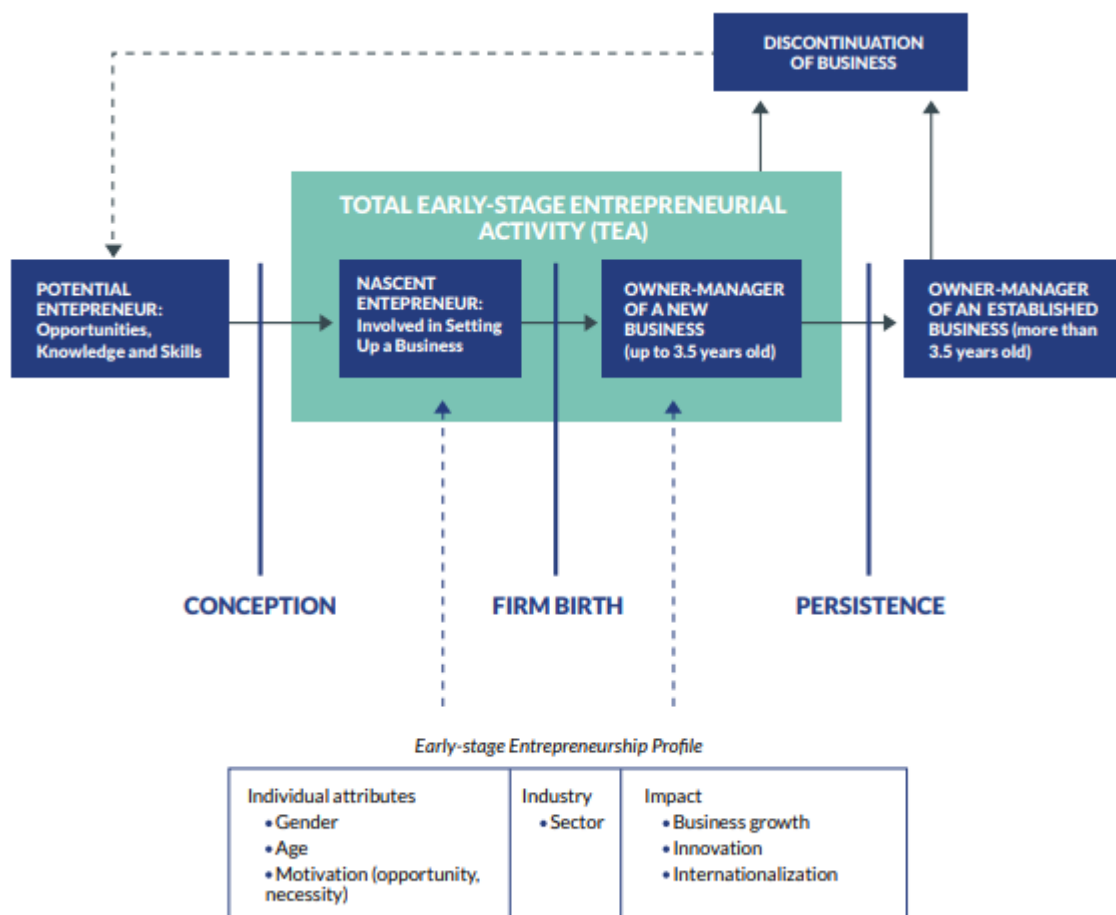 DISCONTINUATION
OF BUSINESS
TOTAL EARLY-STAGE ENTREPRENEURIAL
ACTIVITY (TEA)
POTENTIAL
ENTEPRENEUR:
Opportunities,
Knowledge and Skills
NASCENT
ENTEPRENEUR:
Involved in Setting
Up a Business
OWNER-MANAGER
OF A NEW
BUSINESS
(up to 3.5 years old)
OWNER-MANAGER
OF AN ESTABLISHED
BUSINESS (more than
3.5 years old)
CONCEPTION
FIRM BIRTH
PERSISTENCE
Early-stage Entrepreneurship Profile
Individual attributes
• Gender
• Age
• Motivation (opportunity,
necessity)
Industry
• Sector
Impact
• Business growth
• Innovation
• Internationalization